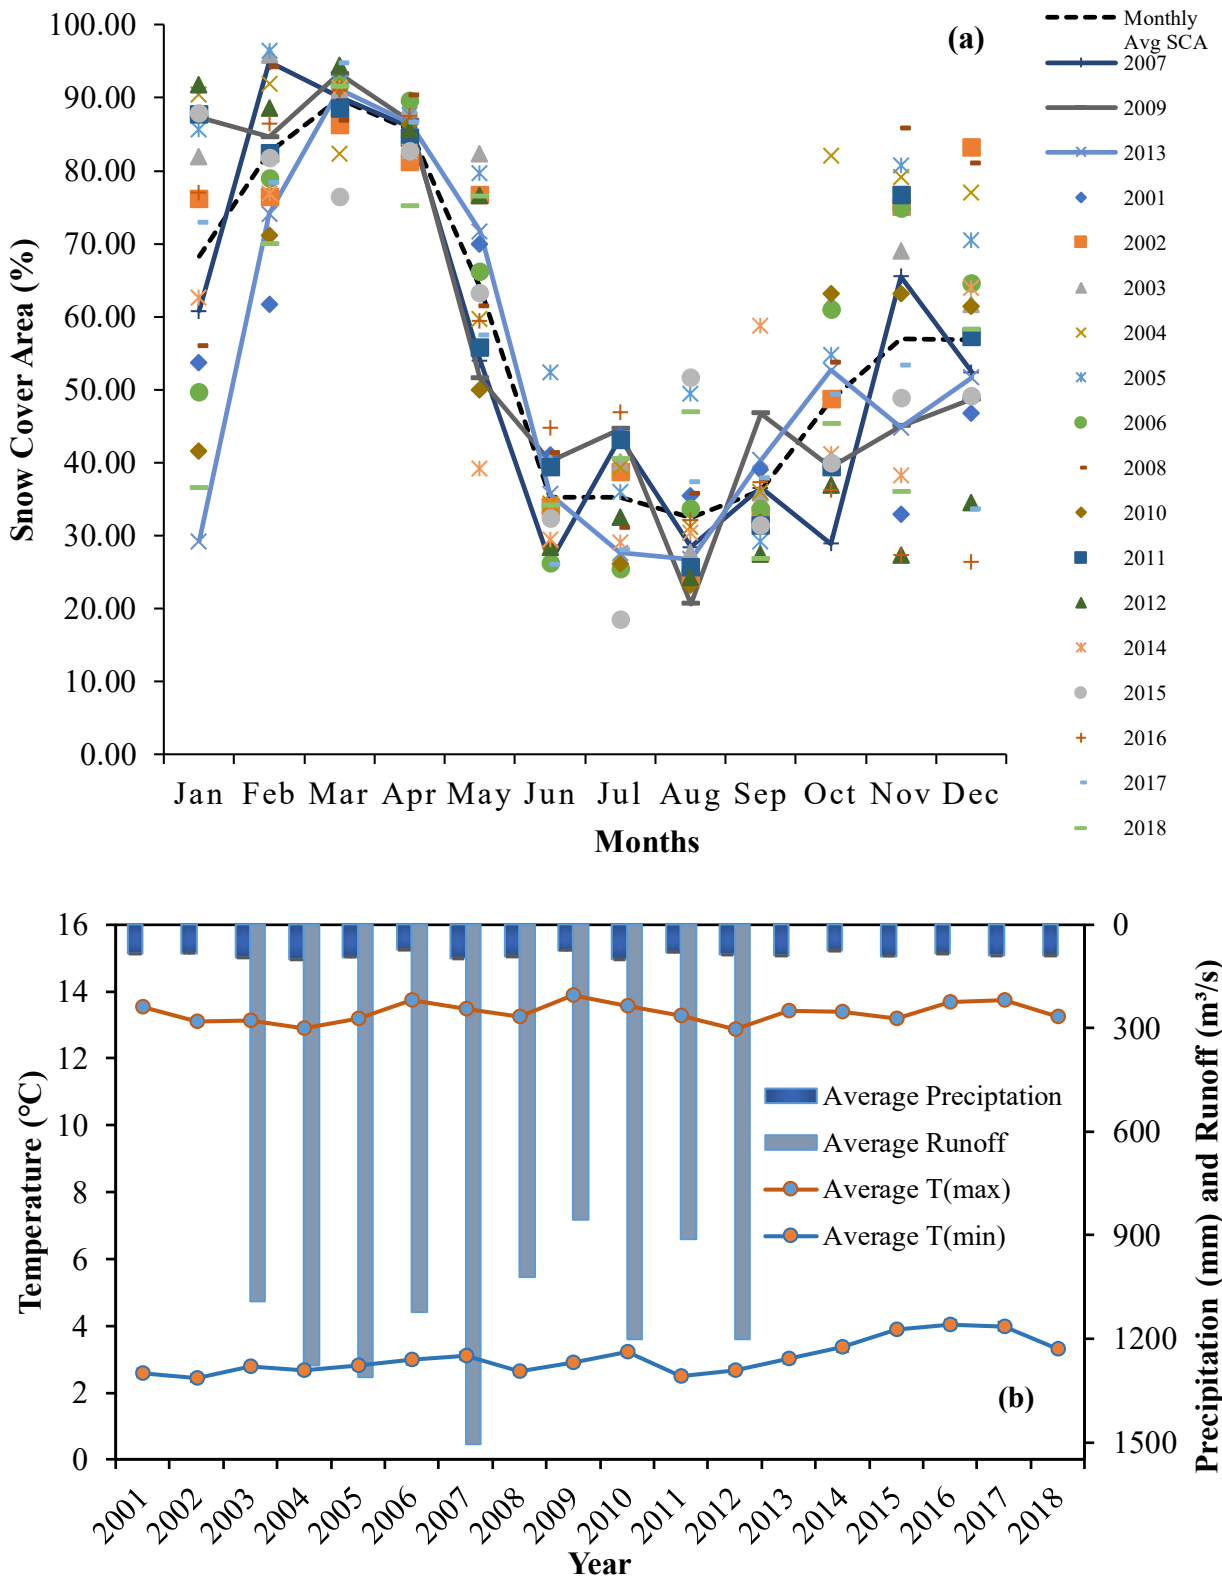 100.00
90.00
80.00
70.00
60.00
50.00
40.00
30.00
20.00
10.00
0.00
Snow Cover Area (%)
(a)
Jan Feb Mar Apr May Jun Jul Aug Sep Oct Nov Dec
Months
Monthly
Avg SCA
2007
2009
2013
2001
2002
2003
2004
2005
2006
2008
2010
2011
2012
2014
2015
2016
2017
2018
16
14
12
10
8
6
4
2
0
Temperature (°C)
Average Preciptation
Average Runoff
Average T(max)
Average T(min)
(b)
0
300
600
900
1200
1500
Precipitation (mm) and Runoff (m³/s)
2001 2002 2003 2004 2005 2006 2007 2008 2009 2010 2011 2012 2013 2014 2015 2016 2017 2018
Year